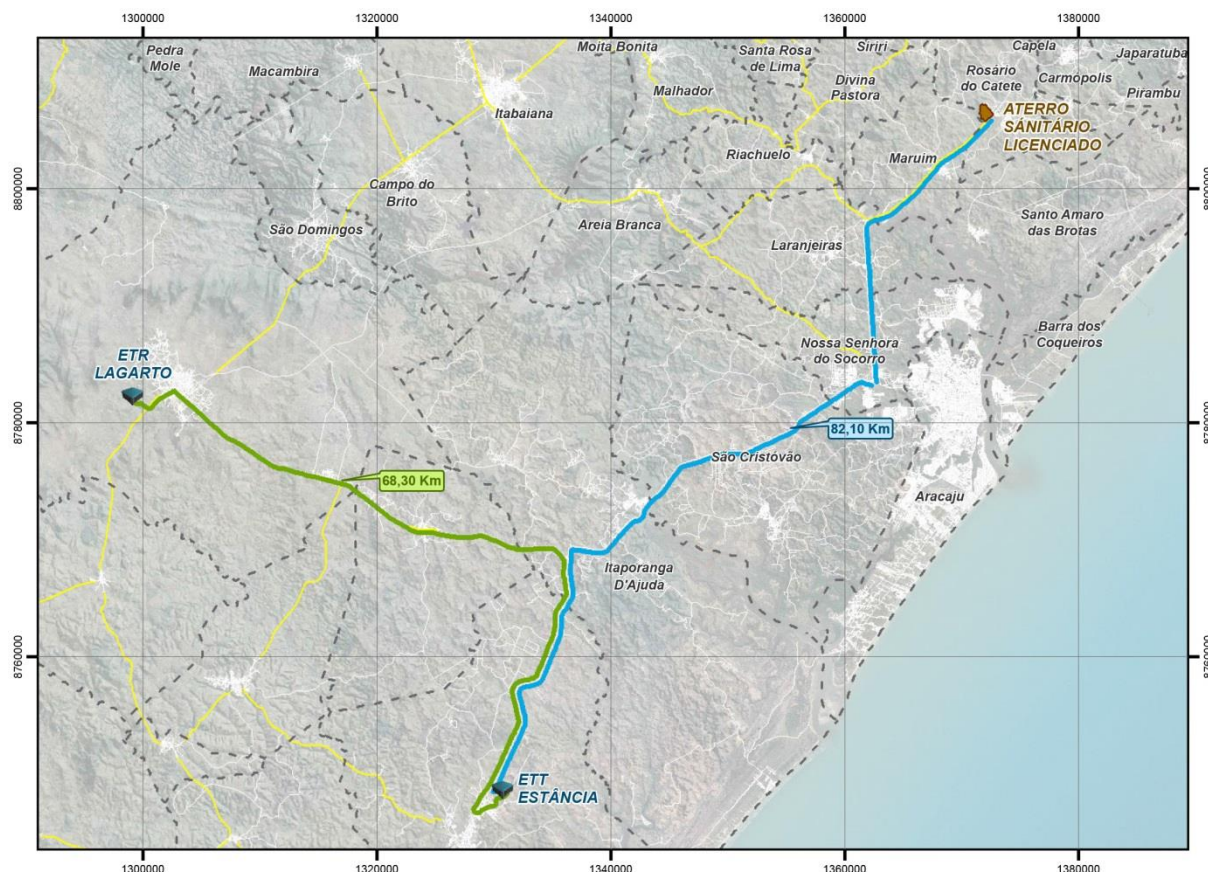 1300000
1320000
1340000
1360000
1380000
Pedra
Mole
Macambira
Moita Bonita
Santa Rosa
de Lima
Siriri
Capela
Japaratuba
Divina
Pastora
Rosário
do Catete
Carmópolis
Pirambu
Malhador
Itabaiana
ATERRO
SANITÁRIO
LICENCIADO
Riachuelo
Maruim
8800000
8800000
Campo do
Brito
São Domingos
Areia Branca
Santo Amaro
das Brotas
Laranjeiras
Nossa Senhora
do Socorro
Barra dos
Coqueiros
ETR
LAGARTO
8780000
8780000
82,10 Km
São Cristóvão
68,30 Km
Aracaju
Itaporanga
D'Ajuda
8760000
8760000
ETT
ESTÂNCIA
1300000
1320000
1340000
1360000
1380000